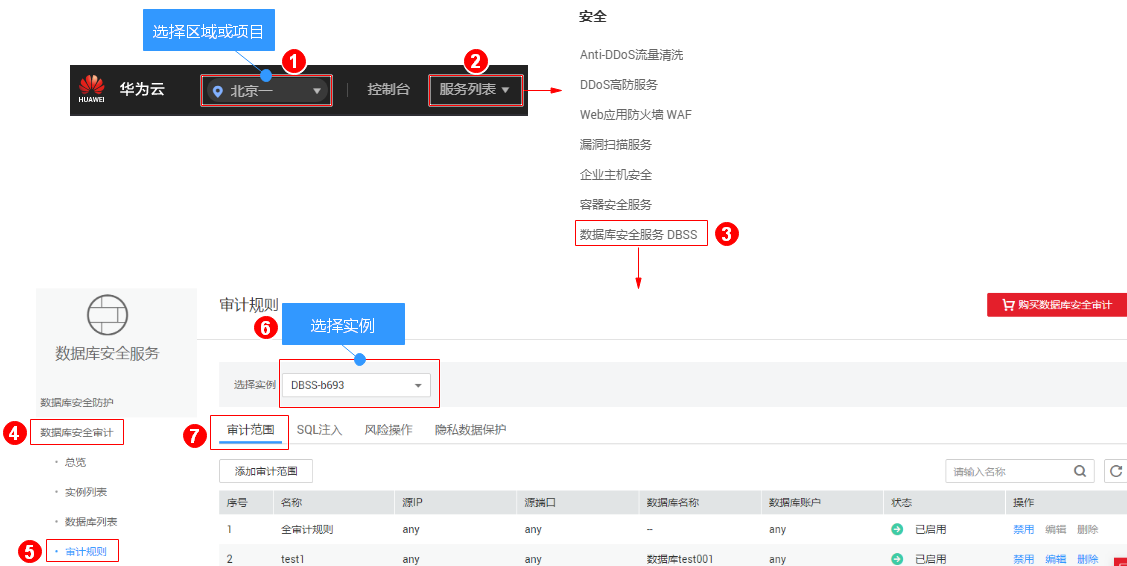 安全
选择区域或项目
1
2
HUAWEI
华为云
北京一
控制台
服务列表
Anti-DDoS流量清洗
DDoS高防服务
Web应用防火墙 WAF
漏洞扫描服务
企业主机安全
容器安全服务
数据库安全服务 DBSS
3
数据库安全服务
数据库安全防护
4
数据库安全审计
总览
实例列表
数据库列表
5
审计规则
审计规则
购买数据库安全审计
6
选择实例
选择实例
DBSS-b693
7
审计范围 SQL注入 风险操作 隐私数据保护
添加审计范围
请输入名称
序号 名称 源IP 源端口 数据库名称 数据库账户 状态 操作
1 全审计规则 any any -- any 已启用 禁用 编辑 删除
2 test1 any any 数据库test001 any 已启用 禁用 编辑 删除